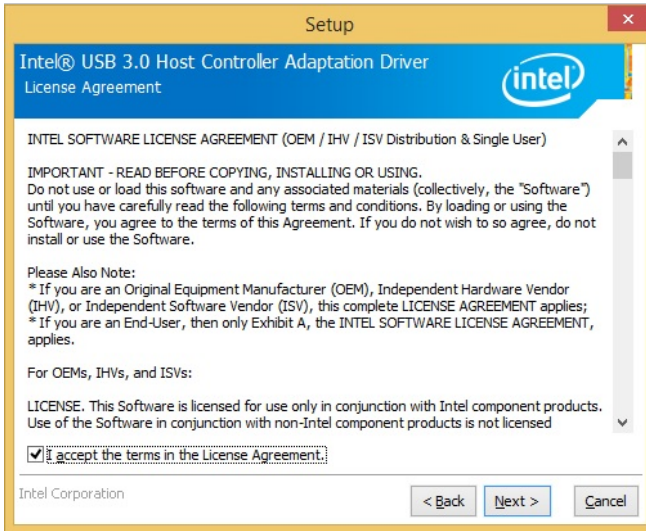 Setup
Intel® USB 3.0 Host Controller Adaptation Driver
License Agreement
intel
INTEL SOFTWARE LICENSE AGREEMENT (OEM / IHV / ISV Distribution & Single User)
IMPORTANT - READ BEFORE COPYING, INSTALLING OR USING.
Do not use or load this software and any associated materials (collectively, the "Software")
until you have carefully read the following terms and conditions. By loading or using the
Software, you agree to the terms of this Agreement. If you do not wish to so agree, do not
install or use the Software.
Please Also Note:
* If you are an Original Equipment Manufacturer (OEM), Independent Hardware Vendor
(IHV), or Independent Software Vendor (ISV), this complete LICENSE AGREEMENT applies;
* If you are an End-User, then only Exhibit A, the INTEL SOFTWARE LICENSE AGREEMENT,
applies.
For OEMs, IHVs, and ISVs:
LICENSE. This Software is licensed for use only in conjunction with Intel component products.
Use of the Software in conjunction with non-Intel component products is not licensed
I accept the terms in the License Agreement.
Intel Corporation
< Back
Next >
Cancel